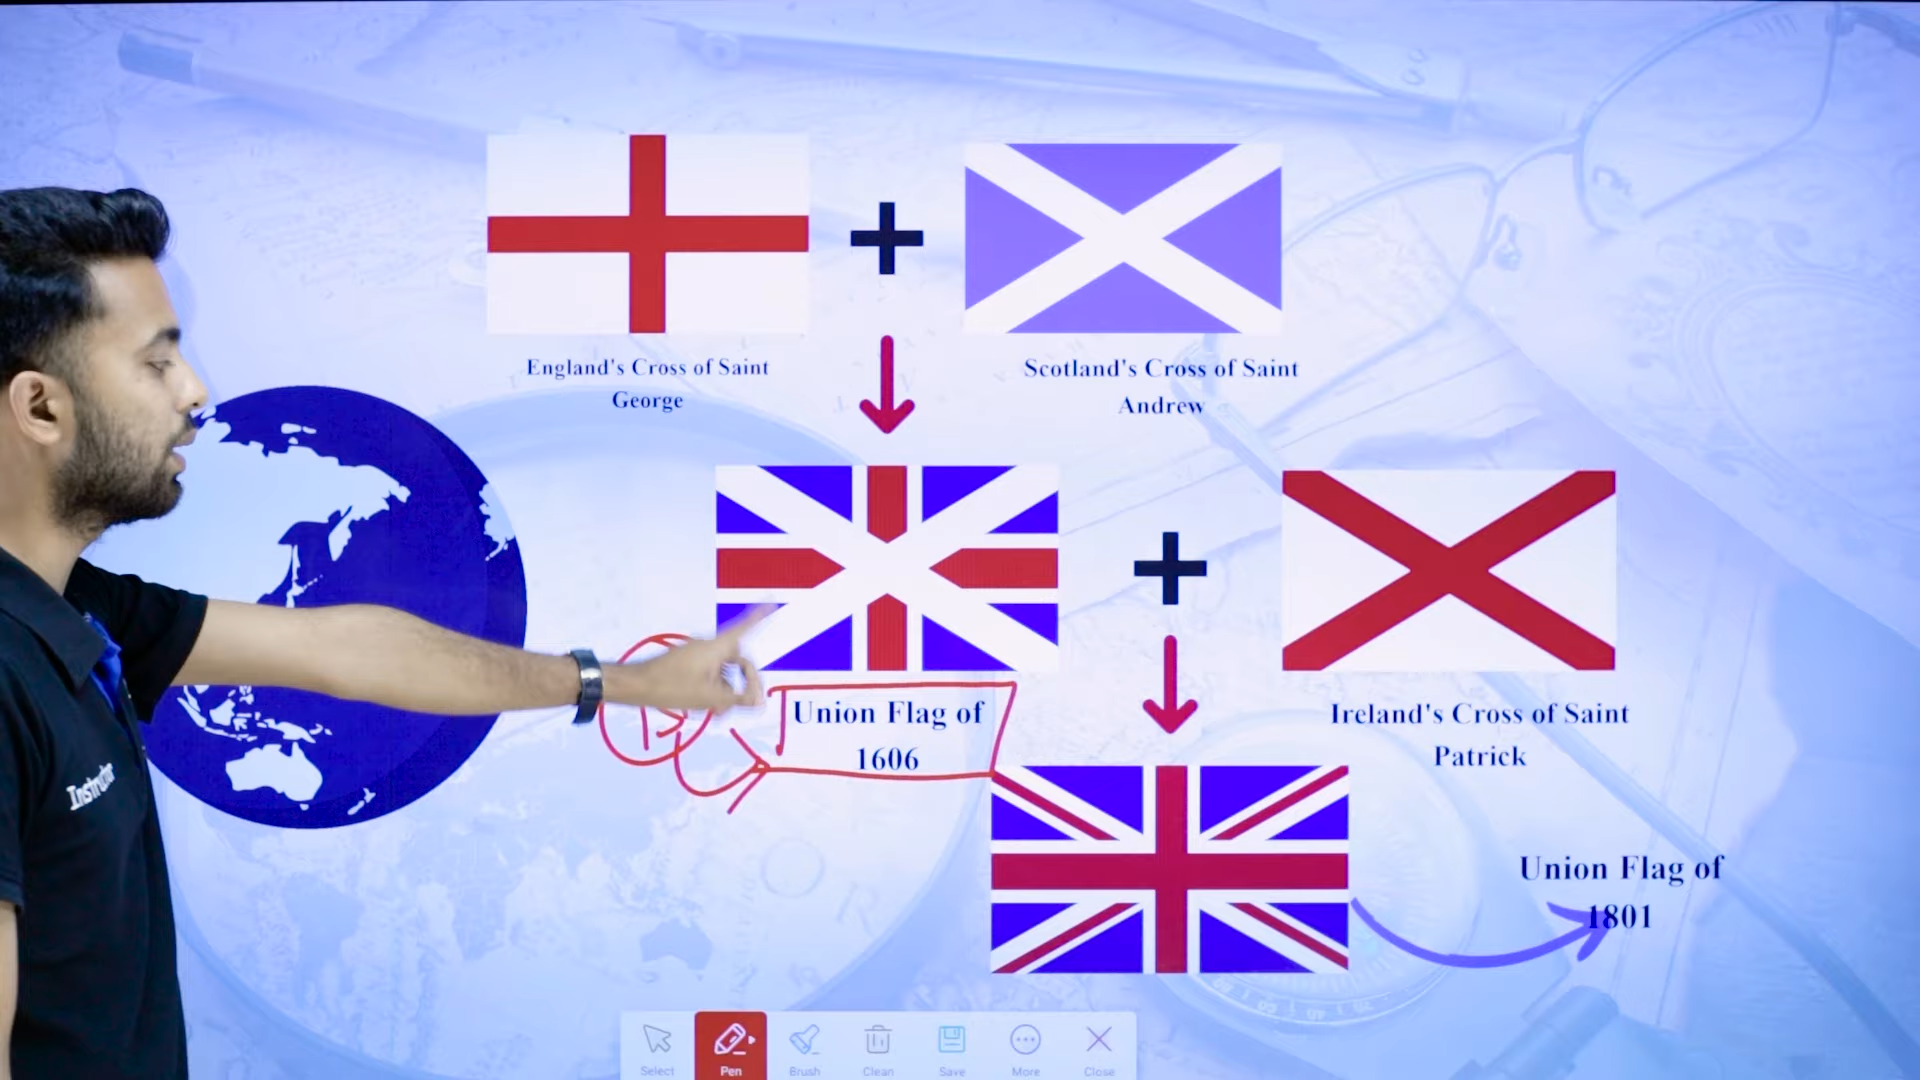 England's Cross of Saint
George
Scotland's Cross of Saint
Andrew
Union Flag of
1606
Ireland's Cross of Saint
Patrick
Union Flag of
1801
Instructor
Select
Pen
Brush
Clean
Save
More
Close